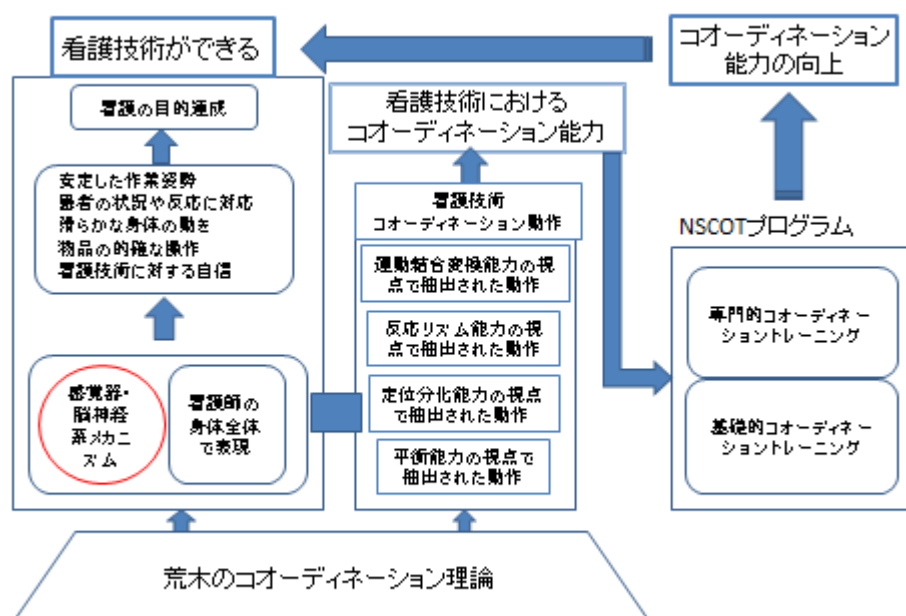 看護技術ができる
看護の目的達成
安定した作業姿勢
患者の状況や反応に対応
滑らかな身体の動き
物品の的確な操作
看護技術に対する自信
感覚器・
脳神経
系メカニ
ズム
看護師の
身体全体
で表現
看護技術における
コオーディネーション能力
看護技術
コオーディネーション動作
運動結合変換能力の視
点で抽出された動作
反応リズム能力の視
点で抽出された動作
定位分化能力の視点
で抽出された動作
平衡能力の視点で
抽出された動作
コオーディネーション
能力の向上
NSCOTプログラム
専門的コオーディネー
ショントレーニング
基礎的コオーディネー
ショントレーニング
荒木のコオーディネーション理論